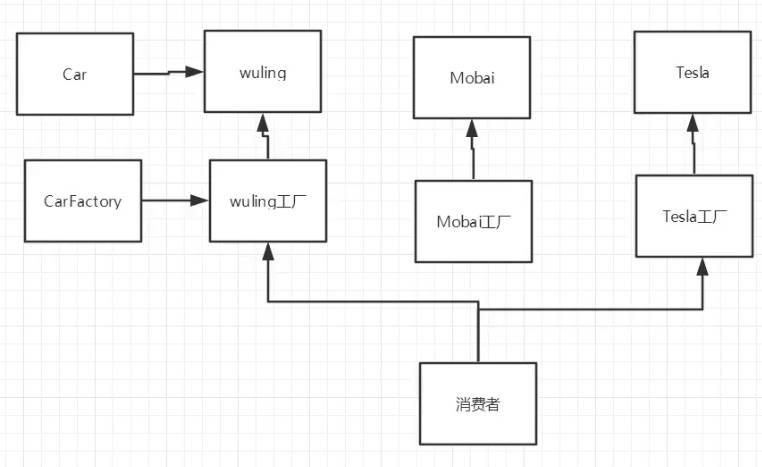 Car
wuling
Mobai
Tesla
CarFactory
wuling工厂
Mobai工厂
Tesla工厂
消费者